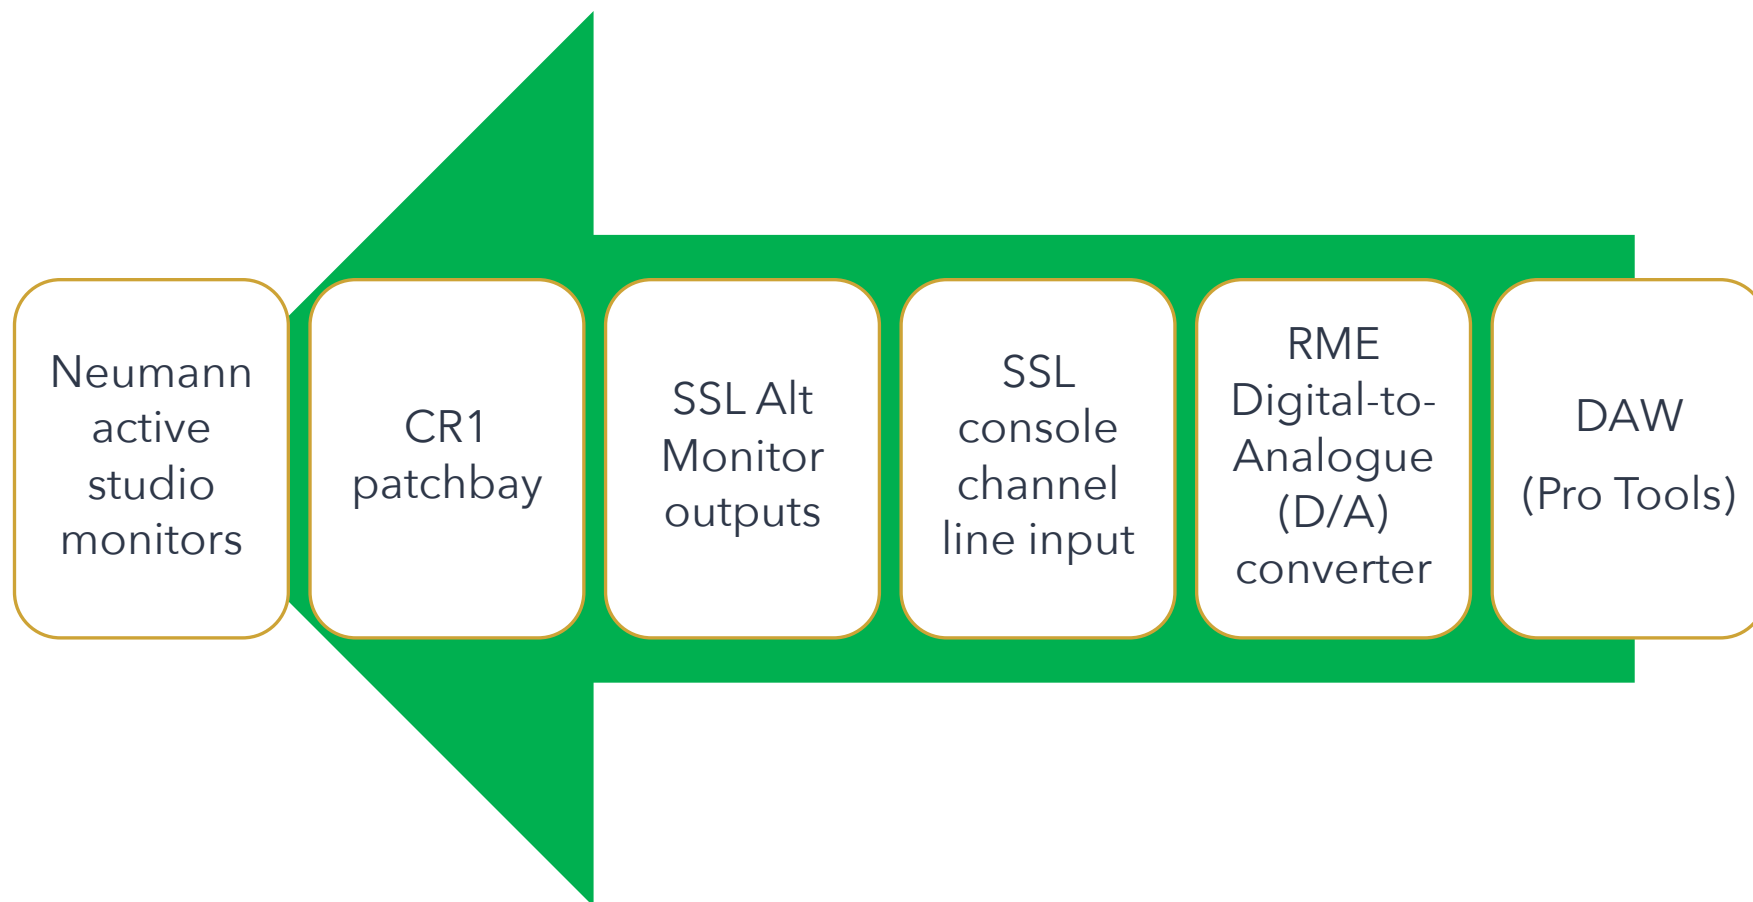 Neumann
active
studio
monitors
CR1
patchbay
SSL Alt
Monitor
outputs
SSL
console
channel
line input
RME
Digital-to-
Analogue
(D/A)
converter
DAW
(Pro Tools)